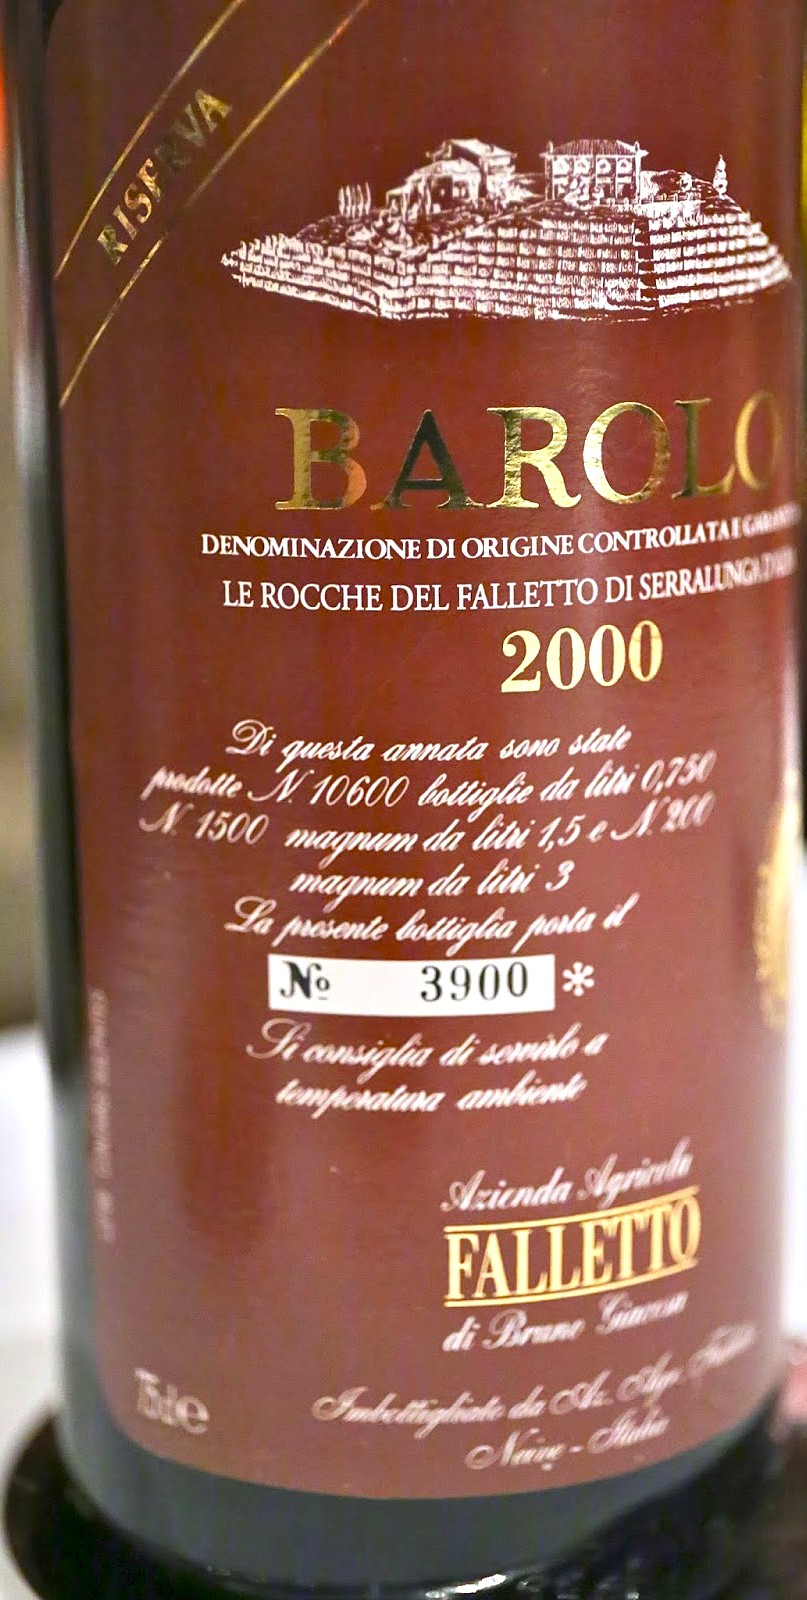 RISERVA
BAROLO
DENOMINAZIONE DI ORIGINE CONTROLLATA E
LE ROCCHE DEL FALLETTO DI SERRALUNGA
2000
Di questa annata sono state
prodotte N. 10600 bottiglie da litri 0,750
N. 1500 magnum da litri 1,5 e N. 200
magnum da litri 3
La presente bottiglia porta il
Nº 3900 *
Si consiglia di servirlo a
temperatura ambiente
Azienda Agricola
FALLETTO
di Bruno Giacosa
75cl e
Imbottigliato da Az. Agr. Falletto
Neive - Italia